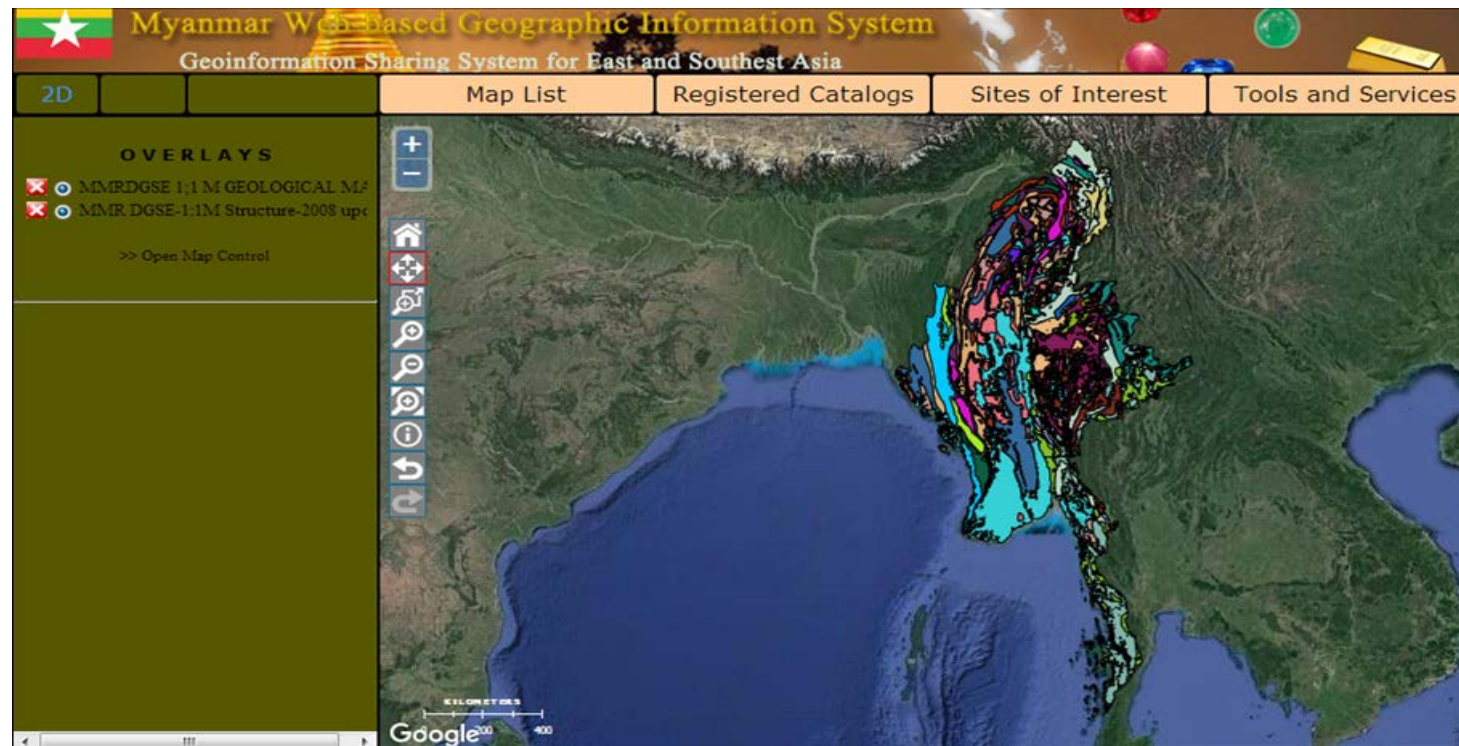 Myanmar Web-based Geographic Information System
Geoinformation Sharing System for East and Southest Asia
2D
Map List
Registered Catalogs
Sites of Interest
Tools and Services
OVERLAYS
MMRDGSE 1;1 M GEOLOGICAL MA
MMR DGSE-1:1M Structure-2008 upd
>> Open Map Control
KILOMETERS
200 400
Google